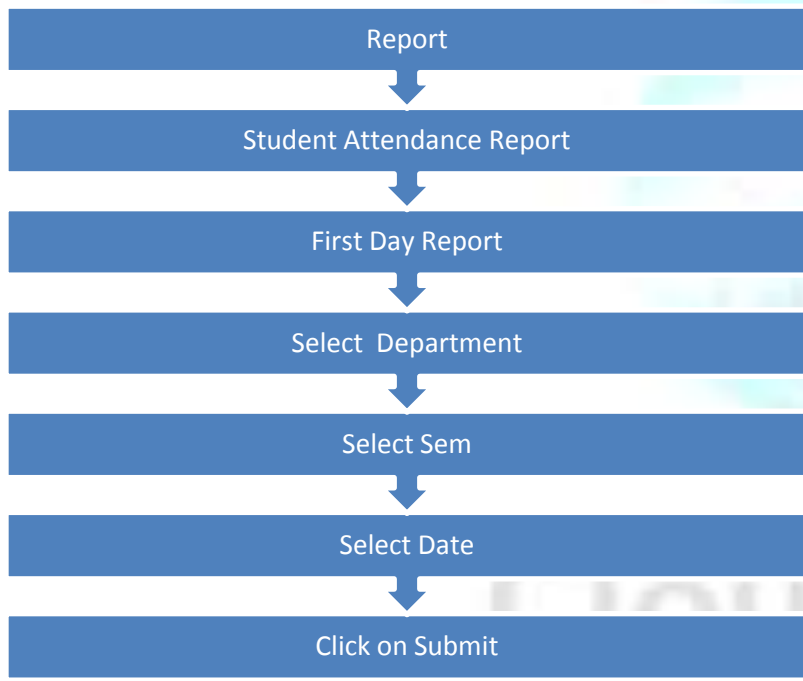 Report
Student Attendance Report
First Day Report
Select  Department
Select Sem
Select Date
Click on Submit